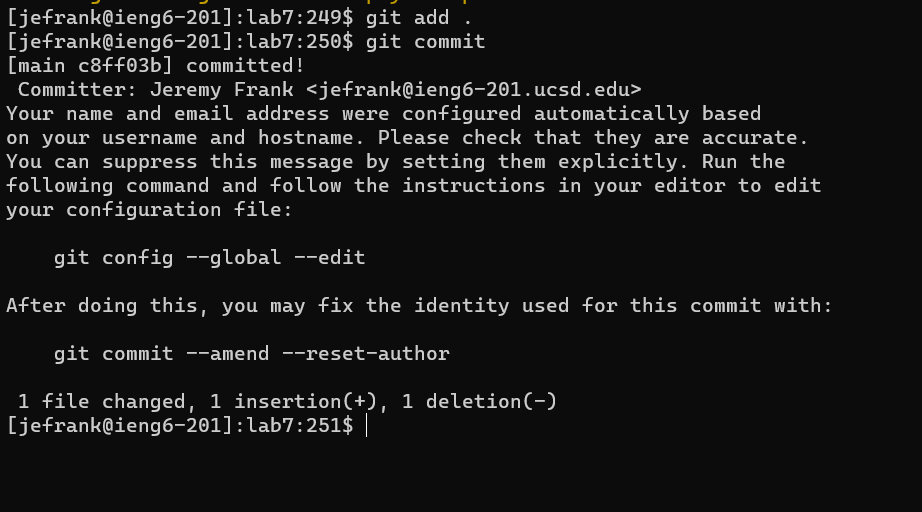 [jefrank@ieng6-201]:lab7:249$ git add .
[jefrank@ieng6-201]:lab7:250$ git commit
[main c8ff03b] committed!
 Committer: Jeremy Frank <jefrank@ieng6-201.ucsd.edu>
Your name and email address were configured automatically based
on your username and hostname. Please check that they are accurate.
You can suppress this message by setting them explicitly. Run the
following command and follow the instructions in your editor to edit
your configuration file:

    git config --global --edit

After doing this, you may fix the identity used for this commit with:

    git commit --amend --reset-author

 1 file changed, 1 insertion(+), 1 deletion(-)
[jefrank@ieng6-201]:lab7:251$